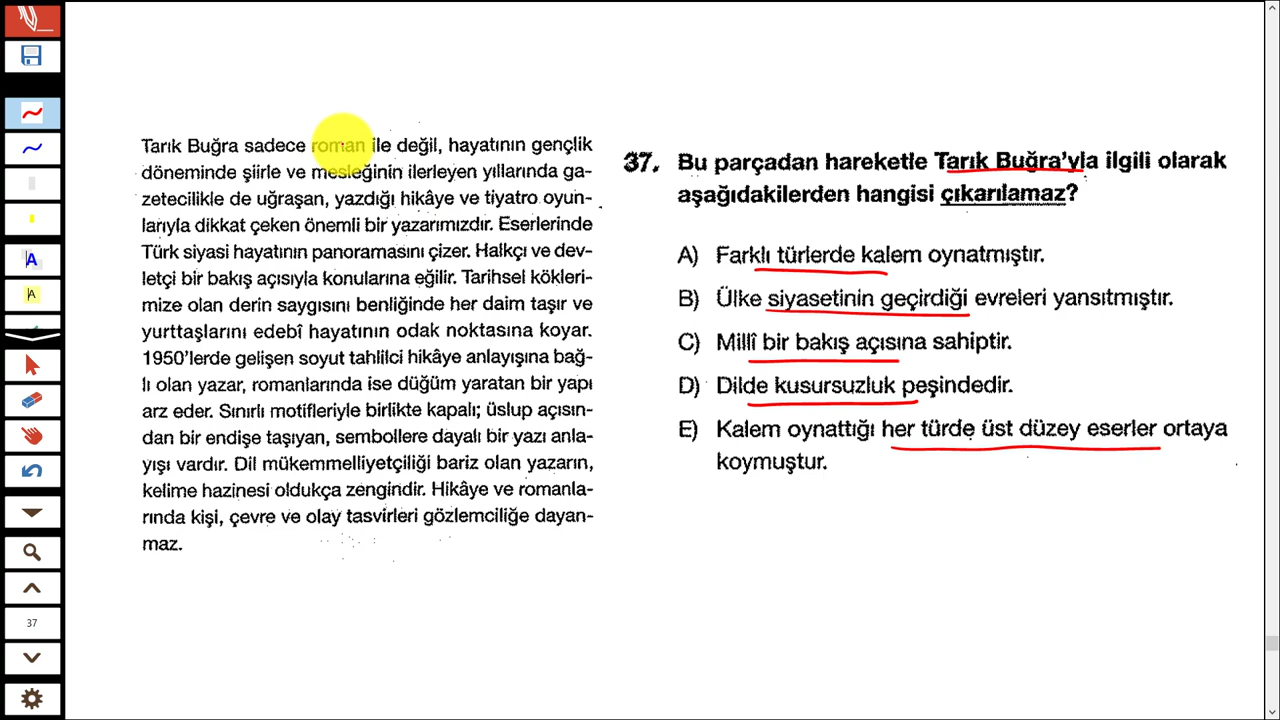 Tarık Buğra sadece roman ile değil, hayatının gençlik
döneminde şiirle ve mesleğinin ilerleyen yıllarında ga-
zetecilikle de uğraşan, yazdığı hikâye ve tiyatro oyun-
larıyla dikkat çeken önemli bir yazarımızdır. Eserlerinde
Türk siyasi hayatının panoramasını çizer. Halkçı ve dev-
letçi bir bakış açısıyla konularına eğilir. Tarihsel kökleri-
mize olan derin saygısını benliğinde her daim taşır ve
yurttaşlarını edebî hayatının odak noktasına koyar.
1950'lerde gelişen soyut tahlilci hikâye anlayışına bağ-
lı olan yazar, romanlarında ise düğüm yaratan bir yapı
arz eder. Sınırlı motifleriyle birlikte kapalı; üslup açısın-
dan bir endişe taşıyan, sembollere dayalı bir yazı anla-
yışı vardır. Dil mükemmelliyetçiliği bariz olan yazarın,
kelime hazinesi oldukça zengindir. Hikâye ve romanla-
rında kişi, çevre ve olay tasvirleri gözlemciliğe dayan-
maz.
37. Bu parçadan hareketle Tarık Buğra'yla ilgili olarak
aşağıdakilerden hangisi çıkarılamaz?
A) Farklı türlerde kalem oynatmıştır.
B) Ülke siyasetinin geçirdiği evreleri yansıtmıştır.
C) Millî bir bakış açısına sahiptir.
D) Dilde kusursuzluk peşindedir.
E) Kalem oynattığı her türde üst düzey eserler ortaya
koymuştur.
A
A
37